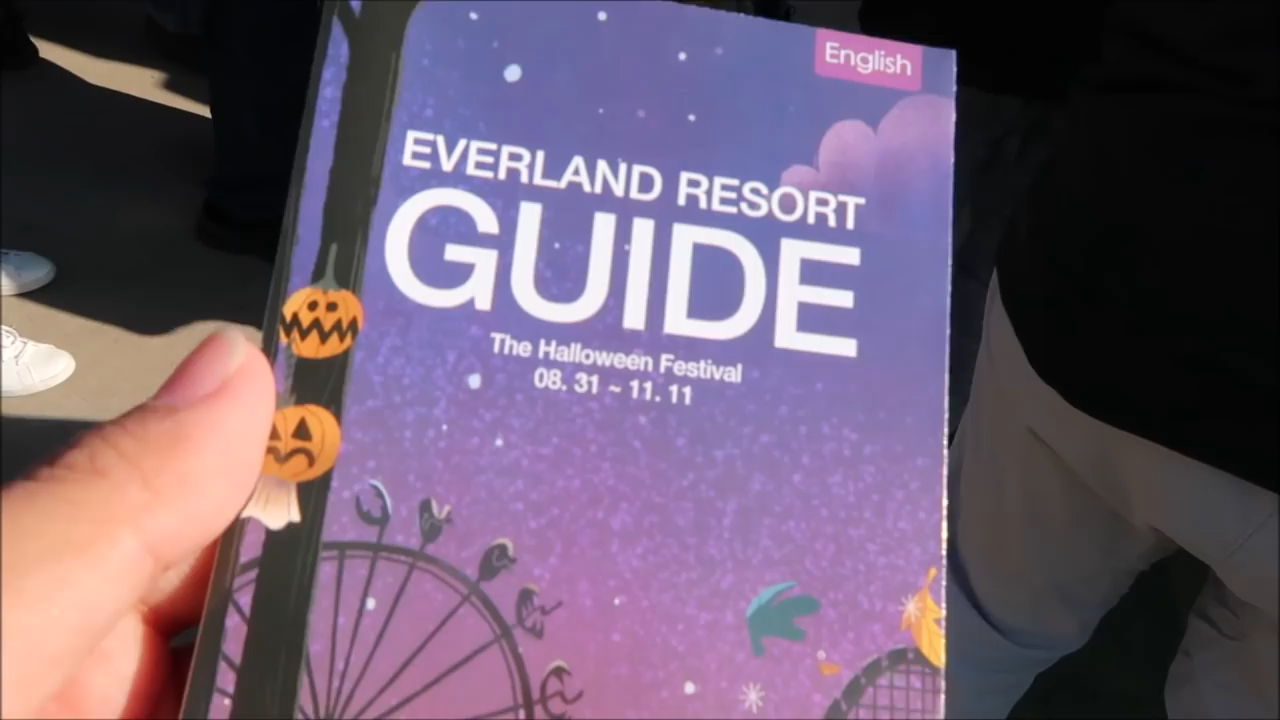 English
EVERLAND RESORT
GUIDE
The Halloween Festival
08. 31 ~ 11. 11